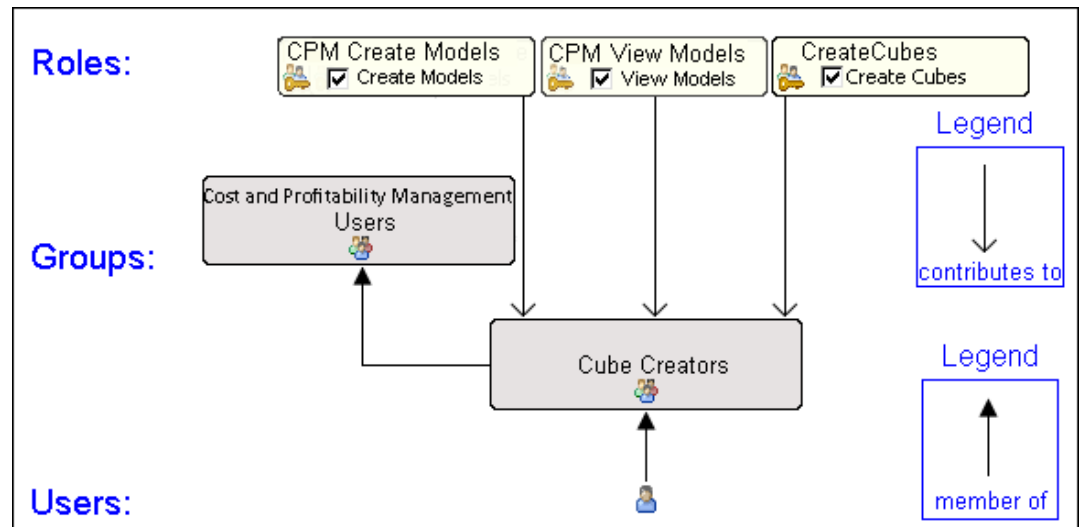 Roles:
CPM Create Models
Create Models
CPM View Models
View Models
CreateCubes
Create Cubes
Legend
contributes to
Cost and Profitability Management
Users
Groups:
Cube Creators
Legend
member of
Users: